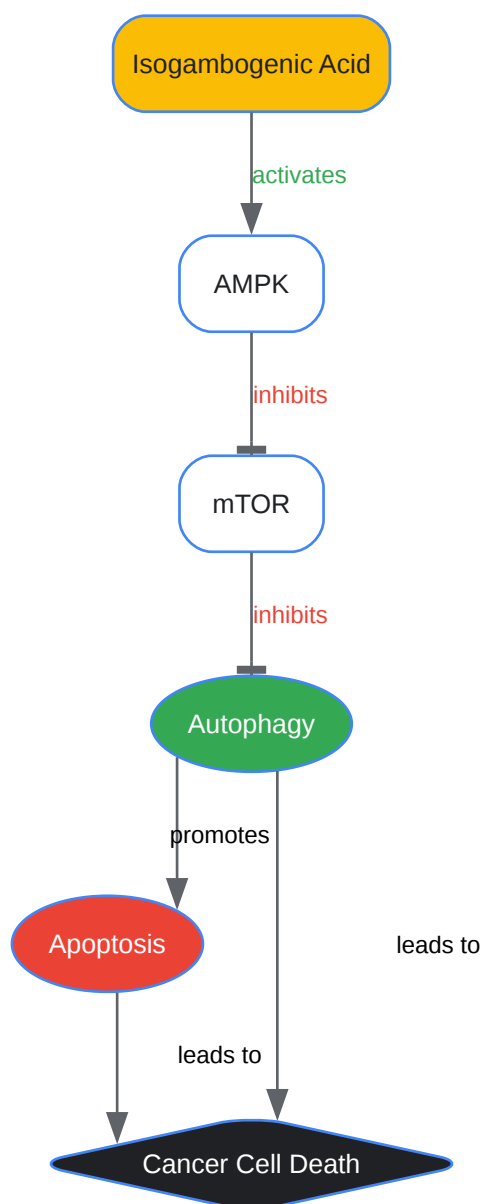 Isogambogenic Acid
activates
AMPK
inhibits
mTOR
inhibits
Autophagy
promotes
Apoptosis
leads to
leads to
Cancer Cell Death